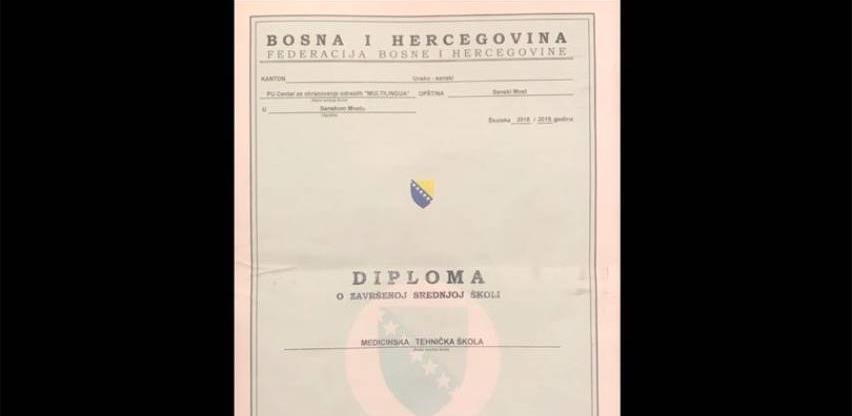 BOSNA I HERCEGOVINA
FEDERACIJA BOSNE I HERCEGOVINE
KANTON Unsko - sanski
PU Centar za obrazovanje odraslih "MULTILINGUA" OPŠTINA Sanski Most
U Sanskom Mostu
Školska 2018 / 2019 godina
DIPLOMA
O ZAVRŠENOJ SREDNJOJ ŠKOLI
MEDICINSKA TEHNIČKA ŠKOLA